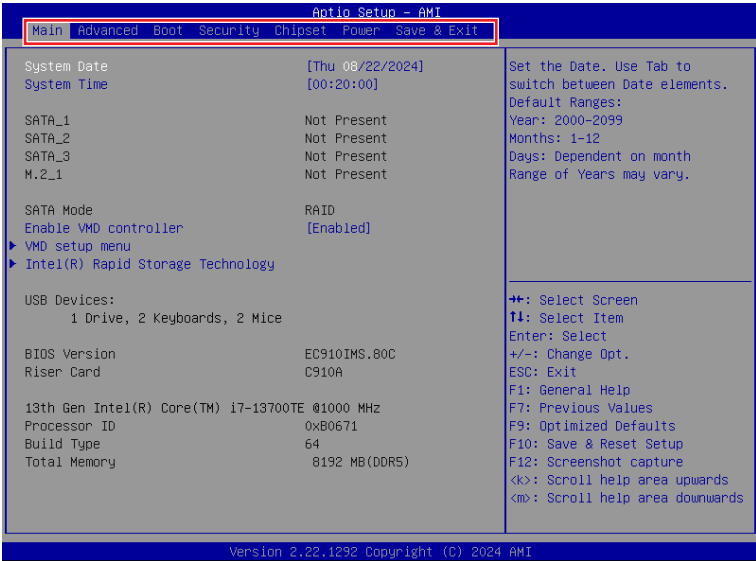 Aptio Setup – AMI
Main Advanced Boot Security Chipset Power Save & Exit
System Date [Thu 08/22/2024]
System Time [00:20:00]
SATA_1 Not Present
SATA_2 Not Present
SATA_3 Not Present
M.2_1 Not Present
SATA Mode RAID
Enable VMD controller [Enabled]
VMD setup menu
Intel(R) Rapid Storage Technology
USB Devices:
1 Drive, 2 Keyboards, 2 Mice
BIOS Version EC910IMS.80C
Riser Card C910A
13th Gen Intel(R) Core(TM) i7-13700TE @1000 MHz
Processor ID 0xB0671
Build Type 64
Total Memory 8192 MB(DDR5)
Set the Date. Use Tab to
switch between Date elements.
Default Ranges:
Year: 2000-2099
Months: 1-12
Days: Dependent on month
Range of Years may vary.
→←: Select Screen
↑↓: Select Item
Enter: Select
+/-: Change Opt.
ESC: Exit
F1: General Help
F7: Previous Values
F9: Optimized Defaults
F10: Save & Reset Setup
F12: Screenshot capture
<k>: Scroll help area upwards
<m>: Scroll help area downwards
Version 2.22.1292 Copyright (C) 2024 AMI